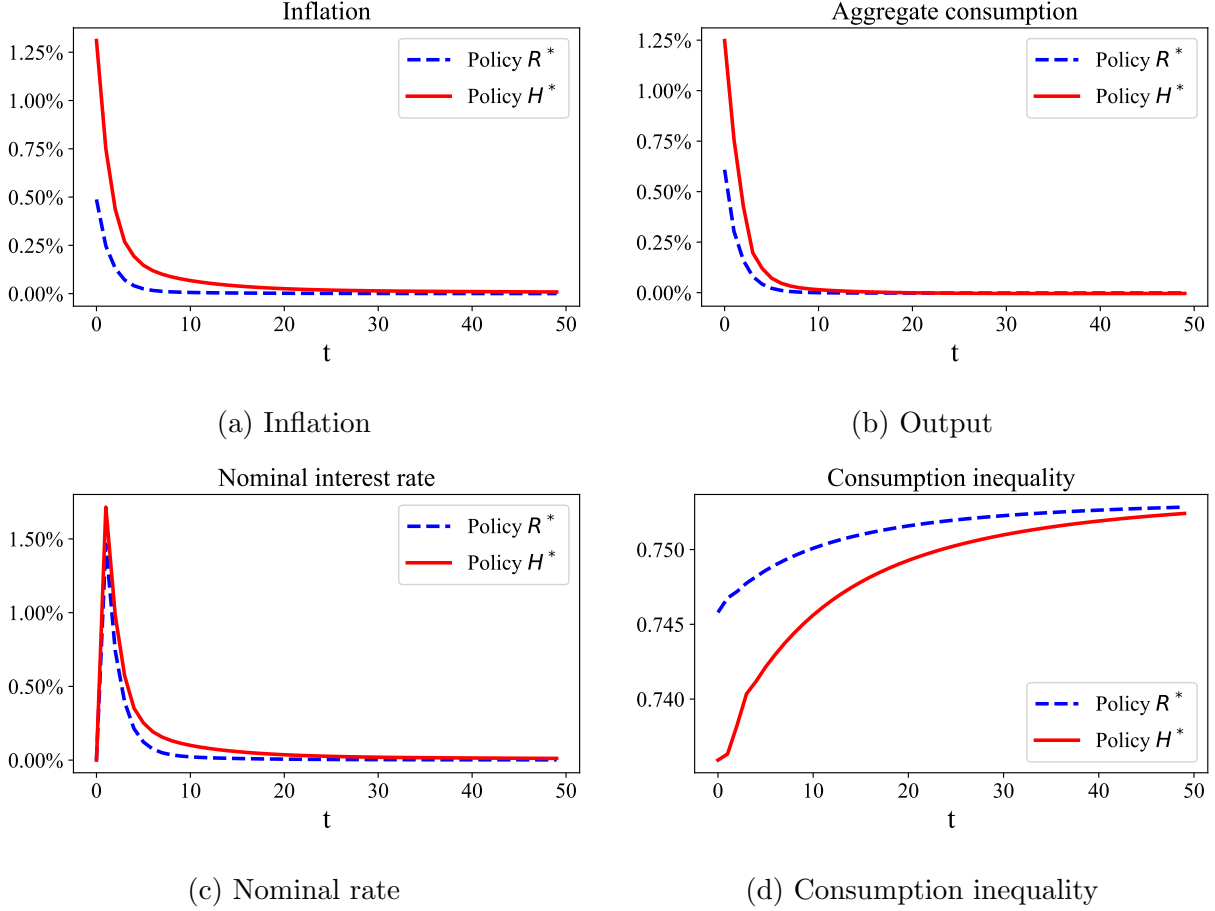 Inflation
1.25%
1.00%
0.75%
0.50%
0.25%
0.00%
Policy R*
Policy H*
0 10 20 30 40 50
t
(a) Inflation
Aggregate consumption
1.25%
1.00%
0.75%
0.50%
0.25%
0.00%
Policy R*
Policy H*
0 10 20 30 40 50
t
(b) Output
Nominal interest rate
1.50%
1.00%
0.50%
0.00%
Policy R*
Policy H*
0 10 20 30 40 50
t
(c) Nominal rate
Consumption inequality
0.750
0.745
0.740
Policy R*
Policy H*
0 10 20 30 40 50
t
(d) Consumption inequality